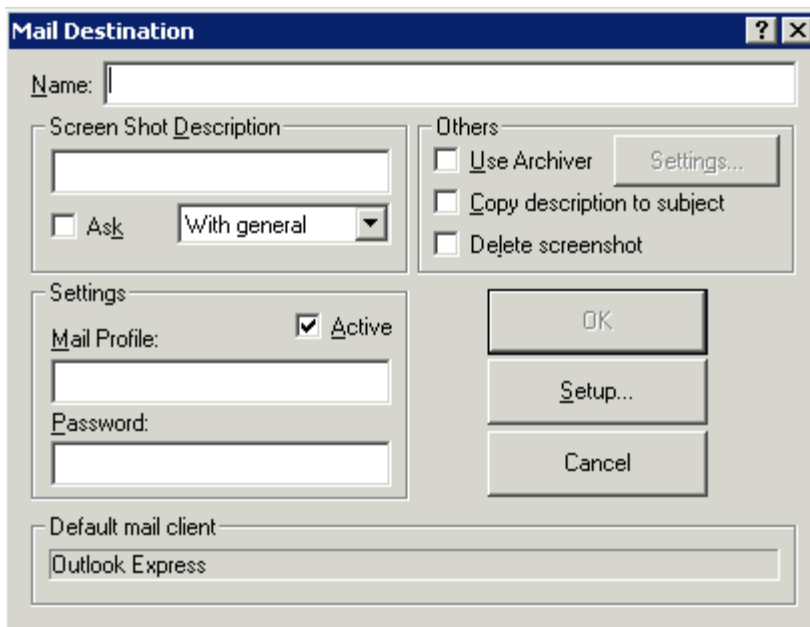 Mail Destination
Name:
Screen Shot Description
Ask
With general
Others
Use Archiver
Settings...
Copy description to subject
Delete screenshot
Settings
Active
Mail Profile:
Password:
OK
Setup...
Cancel
Default mail client
Outlook Express